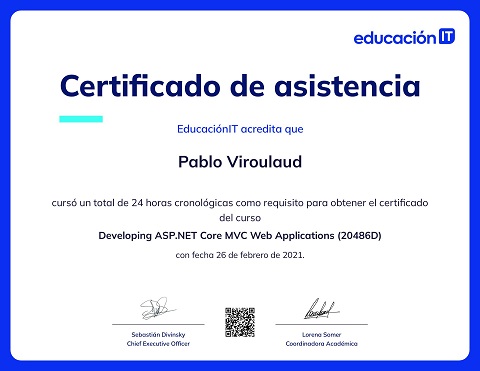 educación IT
Certificado de asistencia
EducaciónIT acredita que
Pablo Viroulaud
cursó un total de 24 horas cronológicas como requisito para obtener el certificado
del curso
Developing ASP.NET Core MVC Web Applications (20486D)
con fecha 26 de febrero de 2021.
Sebastián Divinsky
Chief Executive Officer
Lorena Somer
Coordinadora Académica